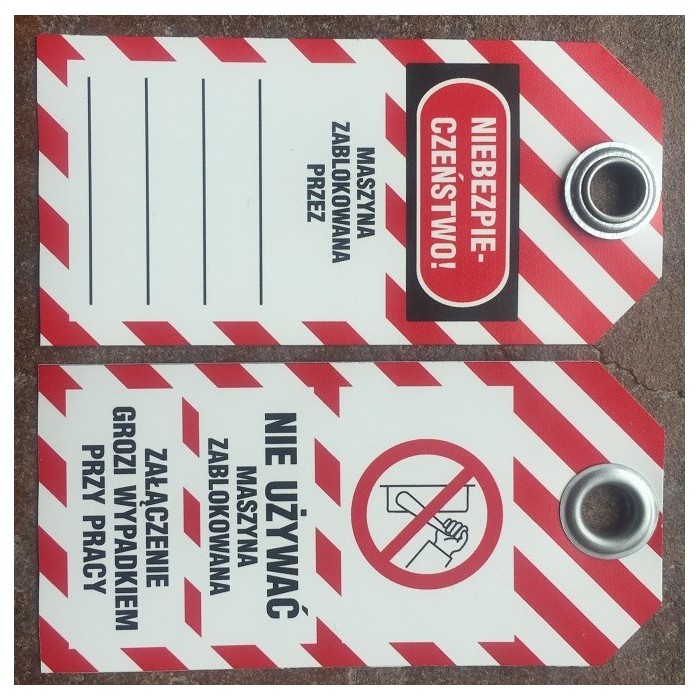 NIEBEZPIE-
CZEŃSTWO!
MASZYNA
ZABLOKOWANA
PRZEZ
NIE UŻYWAĆ
MASZYNA
ZABLOKOWANA
ZAŁĄCZENIE
GROZI WYPADKIEM
PRZY PRACY